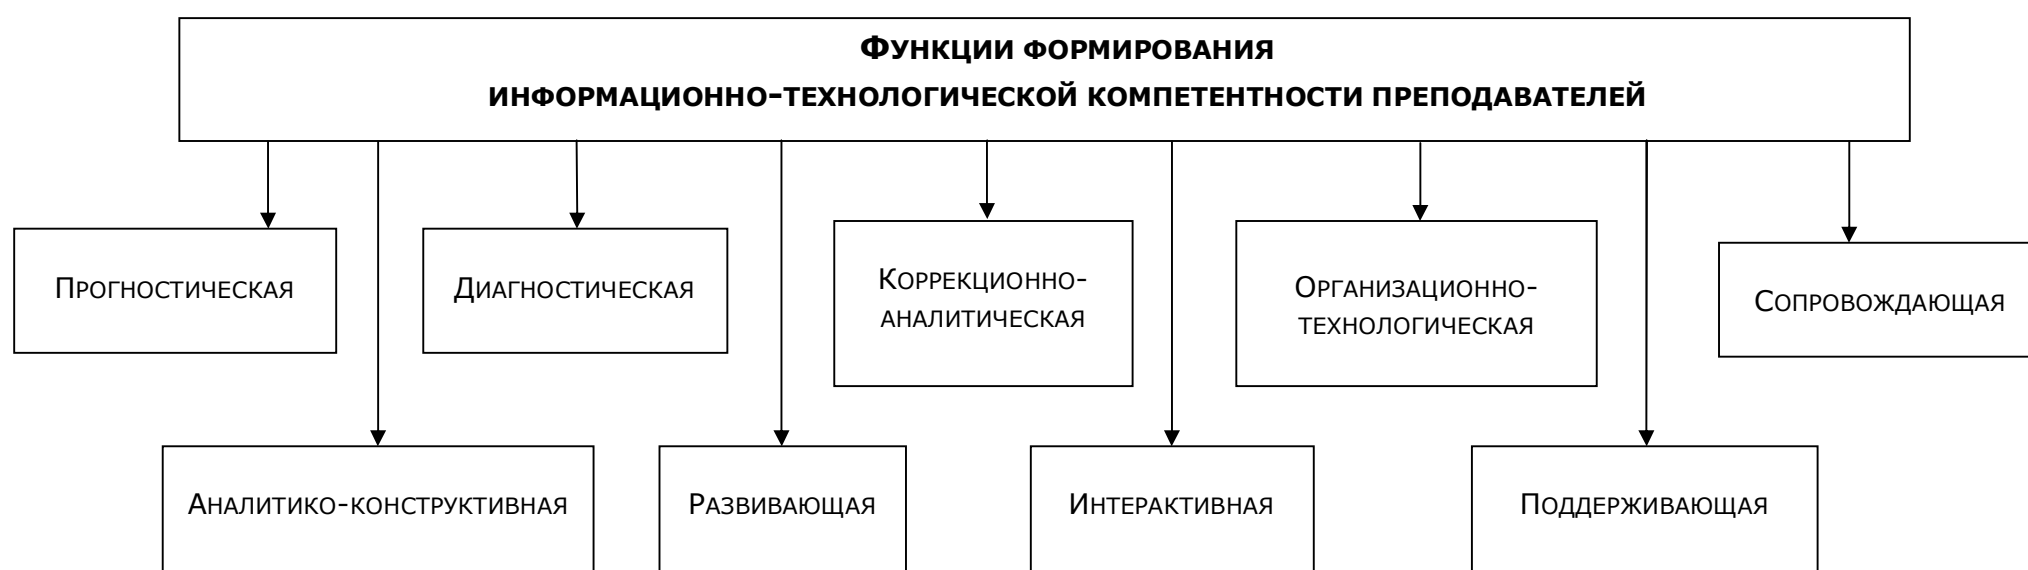 Функции формирования
информационно-технологической компетентности преподавателей
Прогностическая
Диагностическая
Коррекционно-
аналитическая
Организационно-
технологическая
Сопровождающая
Аналитико-конструктивная
Развивающая
Интерактивная
Поддерживающая